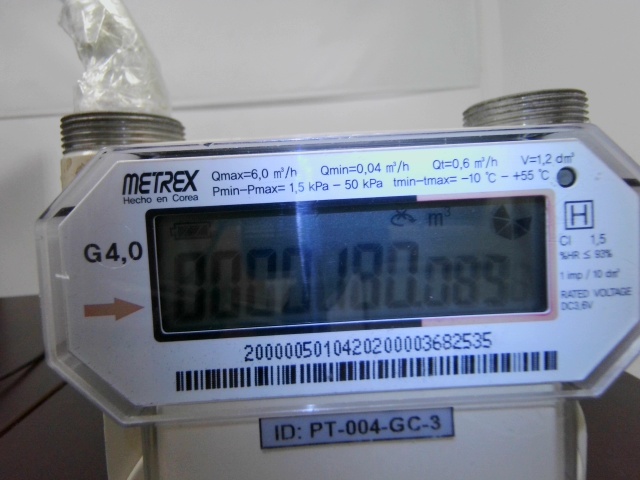 METREX
Hecho en Corea
Qmax=6,0 m³/h Qmin=0,04 m³/h Qt=0,6 m³/h V=1,2 dm³
Pmin-Pmax= 1,5 kPa - 50 kPa tmin-tmax= -10 °C - +55 °C
G4,0
m³
H
Cl 1,5
%HR ≤ 93%
1 imp / 10 dm³
RATED VOLTAGE
DC3,6V
2000005010420200003682535
ID: PT-004-GC-3